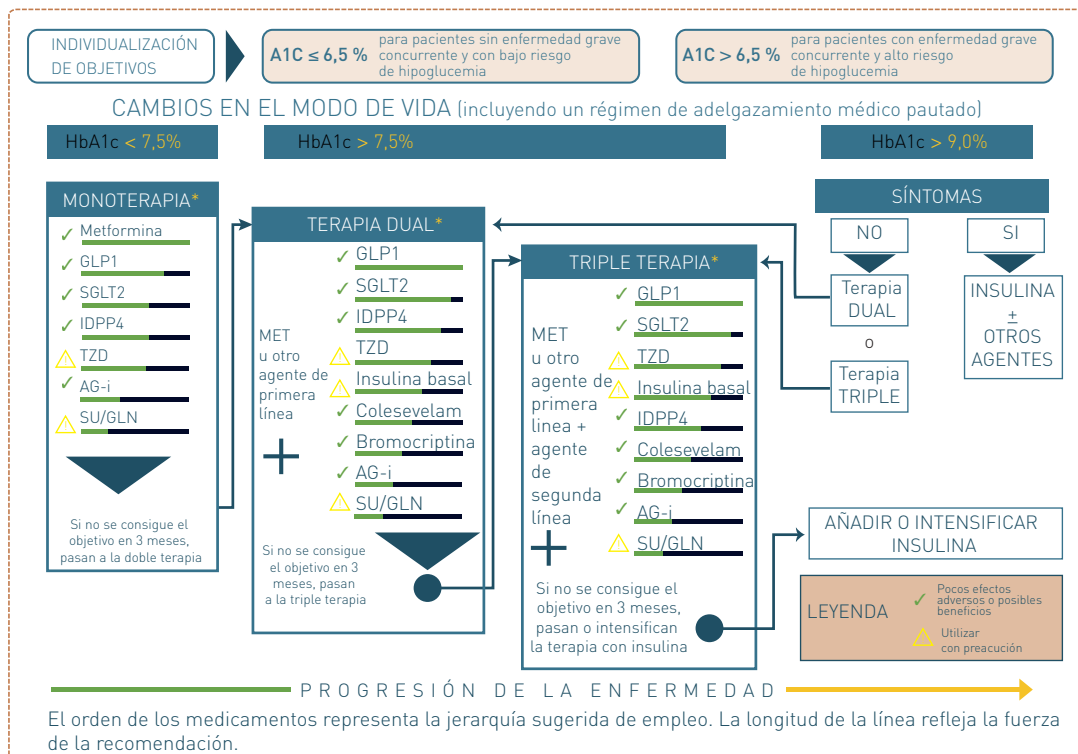 INDIVIDUALIZACIÓN
DE OBJETIVOS
A1C ≤ 6,5 %
para pacientes sin enfermedad grave
concurrente y con bajo riesgo
de hipoglucemia
A1C > 6,5 %
para pacientes con enfermedad grave
concurrente y alto riesgo
de hipoglucemia
CAMBIOS EN EL MODO DE VIDA (incluyendo un régimen de adelgazamiento médico pautado)
HbA1c < 7,5%
HbA1c > 7,5%
HbA1c > 9,0%
MONOTERAPIA*
✓ Metformina
✓ GLP1
✓ SGLT2
✓ IDPP4
⚠ TZD
✓ AG-i
⚠ SU/GLN
Si no se consigue el
objetivo en 3 meses,
pasan a la doble terapia
TERAPIA DUAL*
MET
u otro
agente de
primera
línea
+
✓ GLP1
✓ SGLT2
✓ IDPP4
⚠ TZD
⚠ Insulina basal
✓ Colesevelam
✓ Bromocriptina
✓ AG-i
⚠ SU/GLN
Si no se consigue
el objetivo en 3
meses, pasan
a la triple terapia
TRIPLE TERAPIA*
MET
u otro
agente de
primera
linea +
agente
de
segunda
línea
+
✓ GLP1
✓ SGLT2
⚠ TZD
⚠ Insulina basal
✓ IDPP4
✓ Colesevelam
✓ Bromocriptina
✓ AG-i
⚠ SU/GLN
Si no se consigue el
objetivo en 3 meses,
pasan o intensifican
la terapia con insulina
SÍNTOMAS
NO
SI
Terapia
DUAL
o
Terapia
TRIPLE
INSULINA
±
OTROS
AGENTES
AÑADIR O INTENSIFICAR
INSULINA
LEYENDA
✓ Pocos efectos
adversos o posibles
beneficios
⚠ Utilizar
con preacución
PROGRESIÓN DE LA ENFERMEDAD
El orden de los medicamentos representa la jerarquía sugerida de empleo. La longitud de la línea refleja la fuerza
de la recomendación.